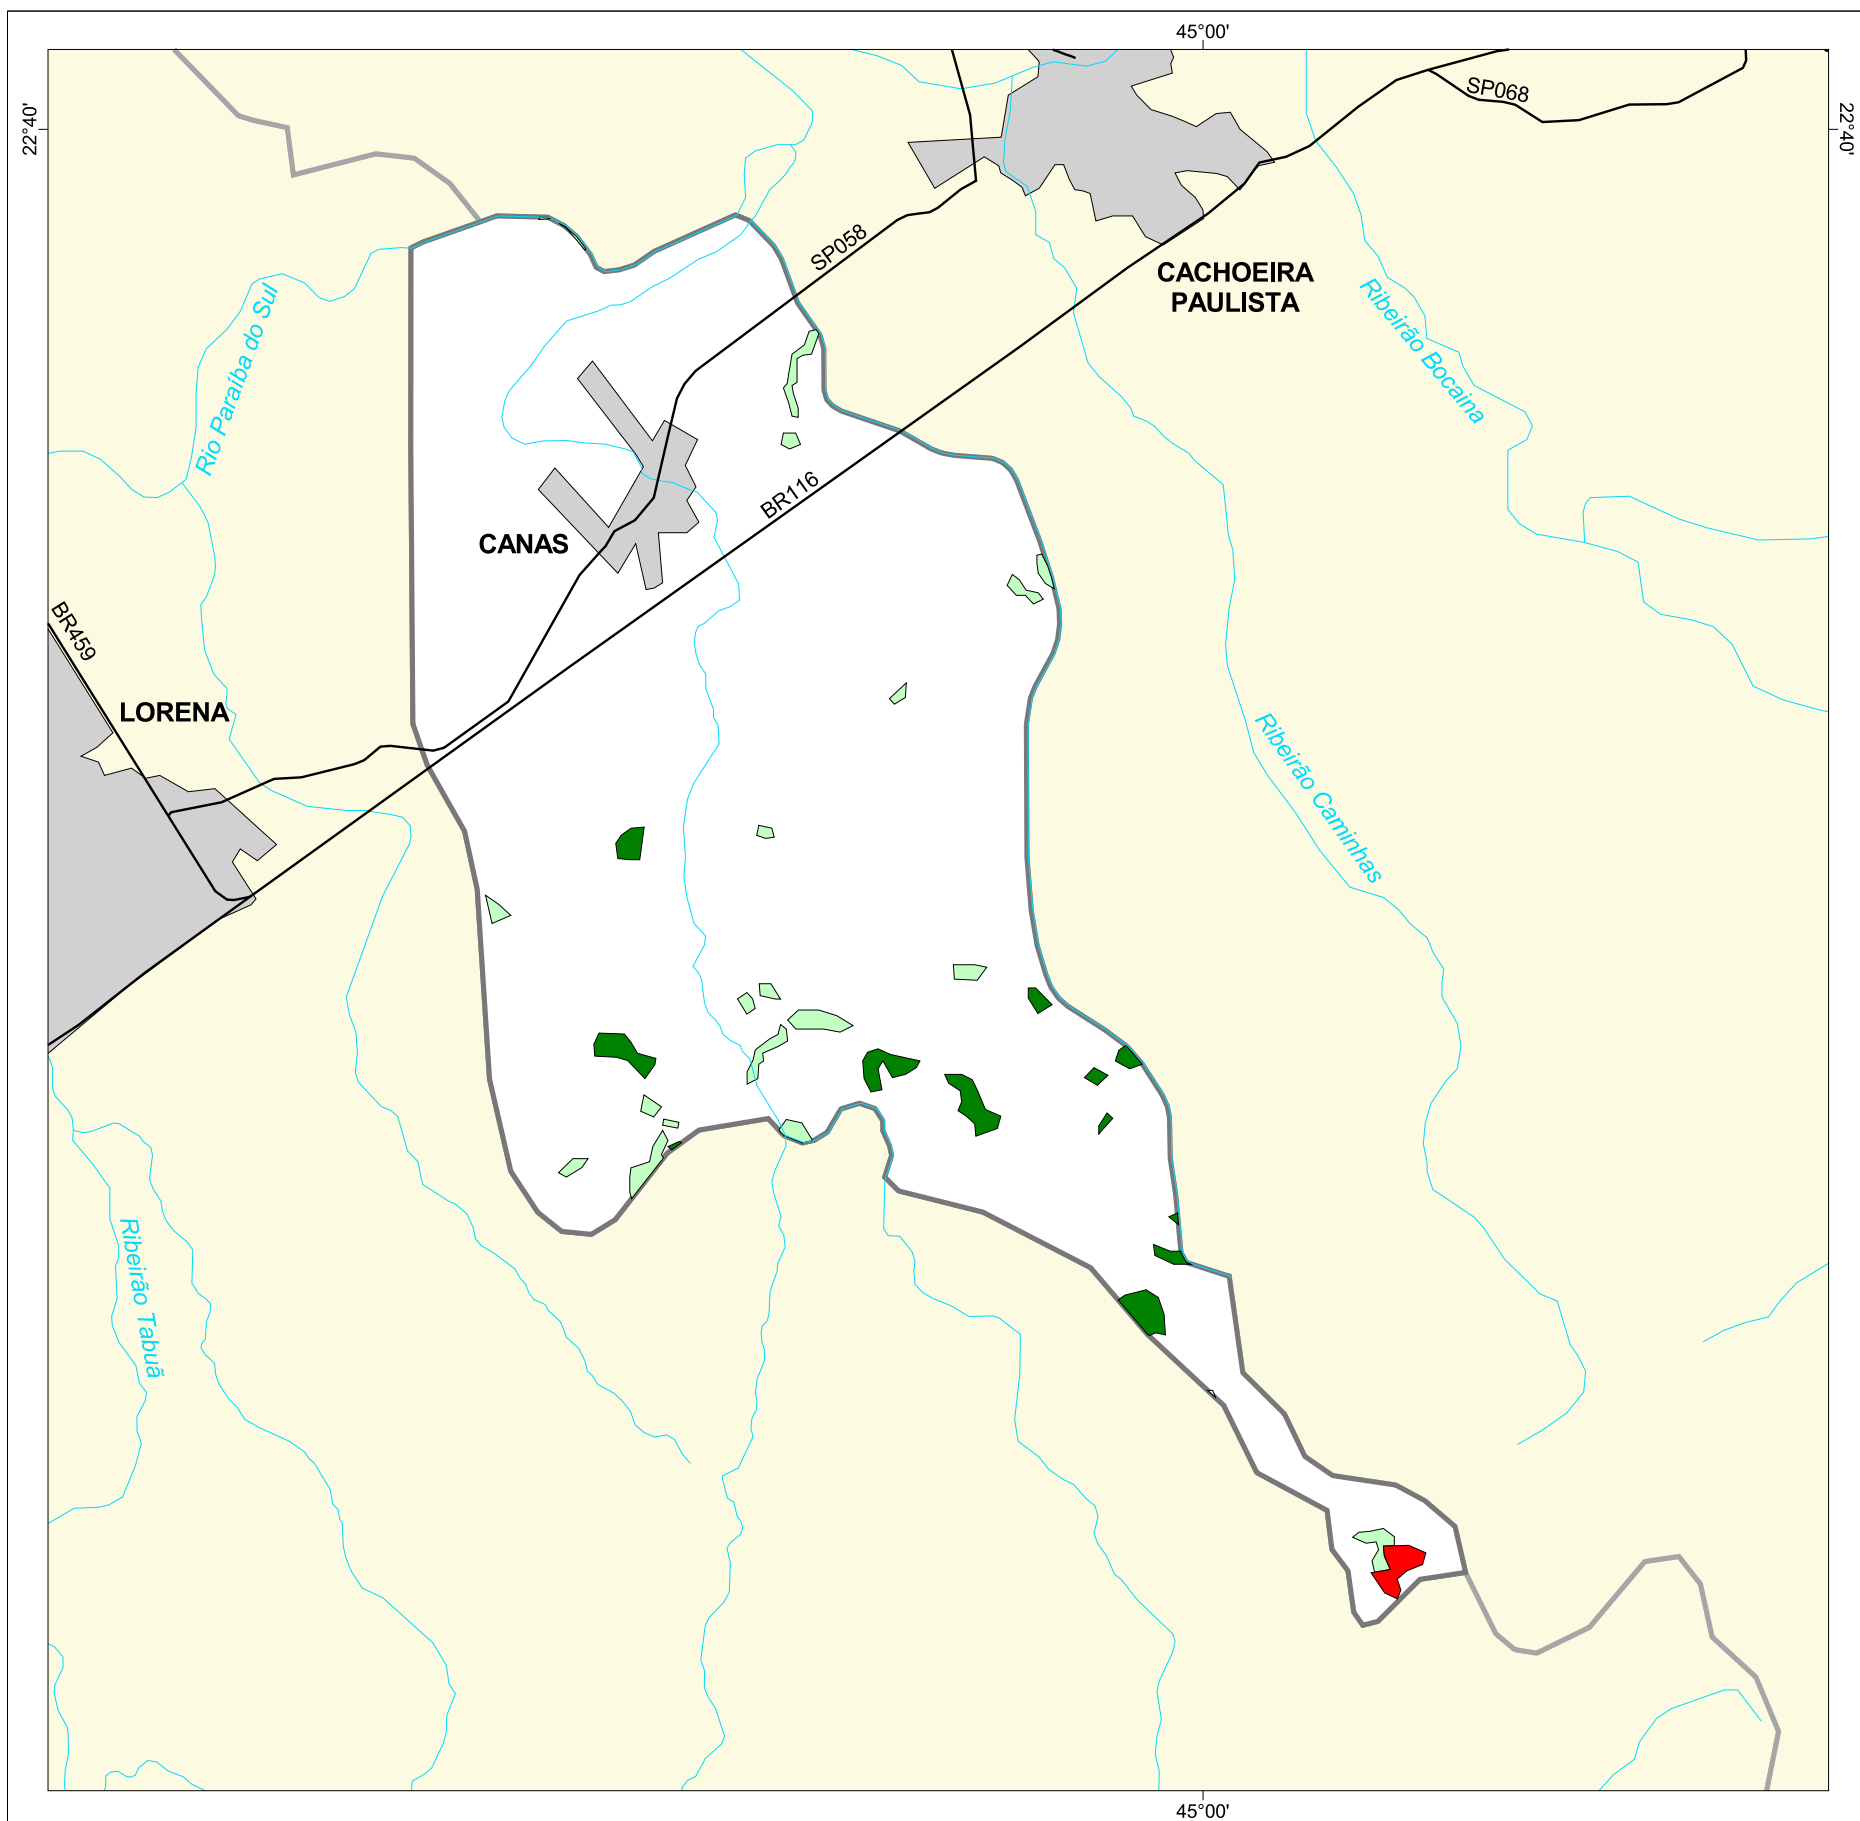 45°00'
22°40'
22°40'
SP068
SP058
CACHOEIRA
PAULISTA
Rio Paraíba do Sul
Ribeirão Bocaina
BR116
CANAS
BR459
LORENA
Ribeirão Caminhas
Ribeirão Tabuã
45°00'